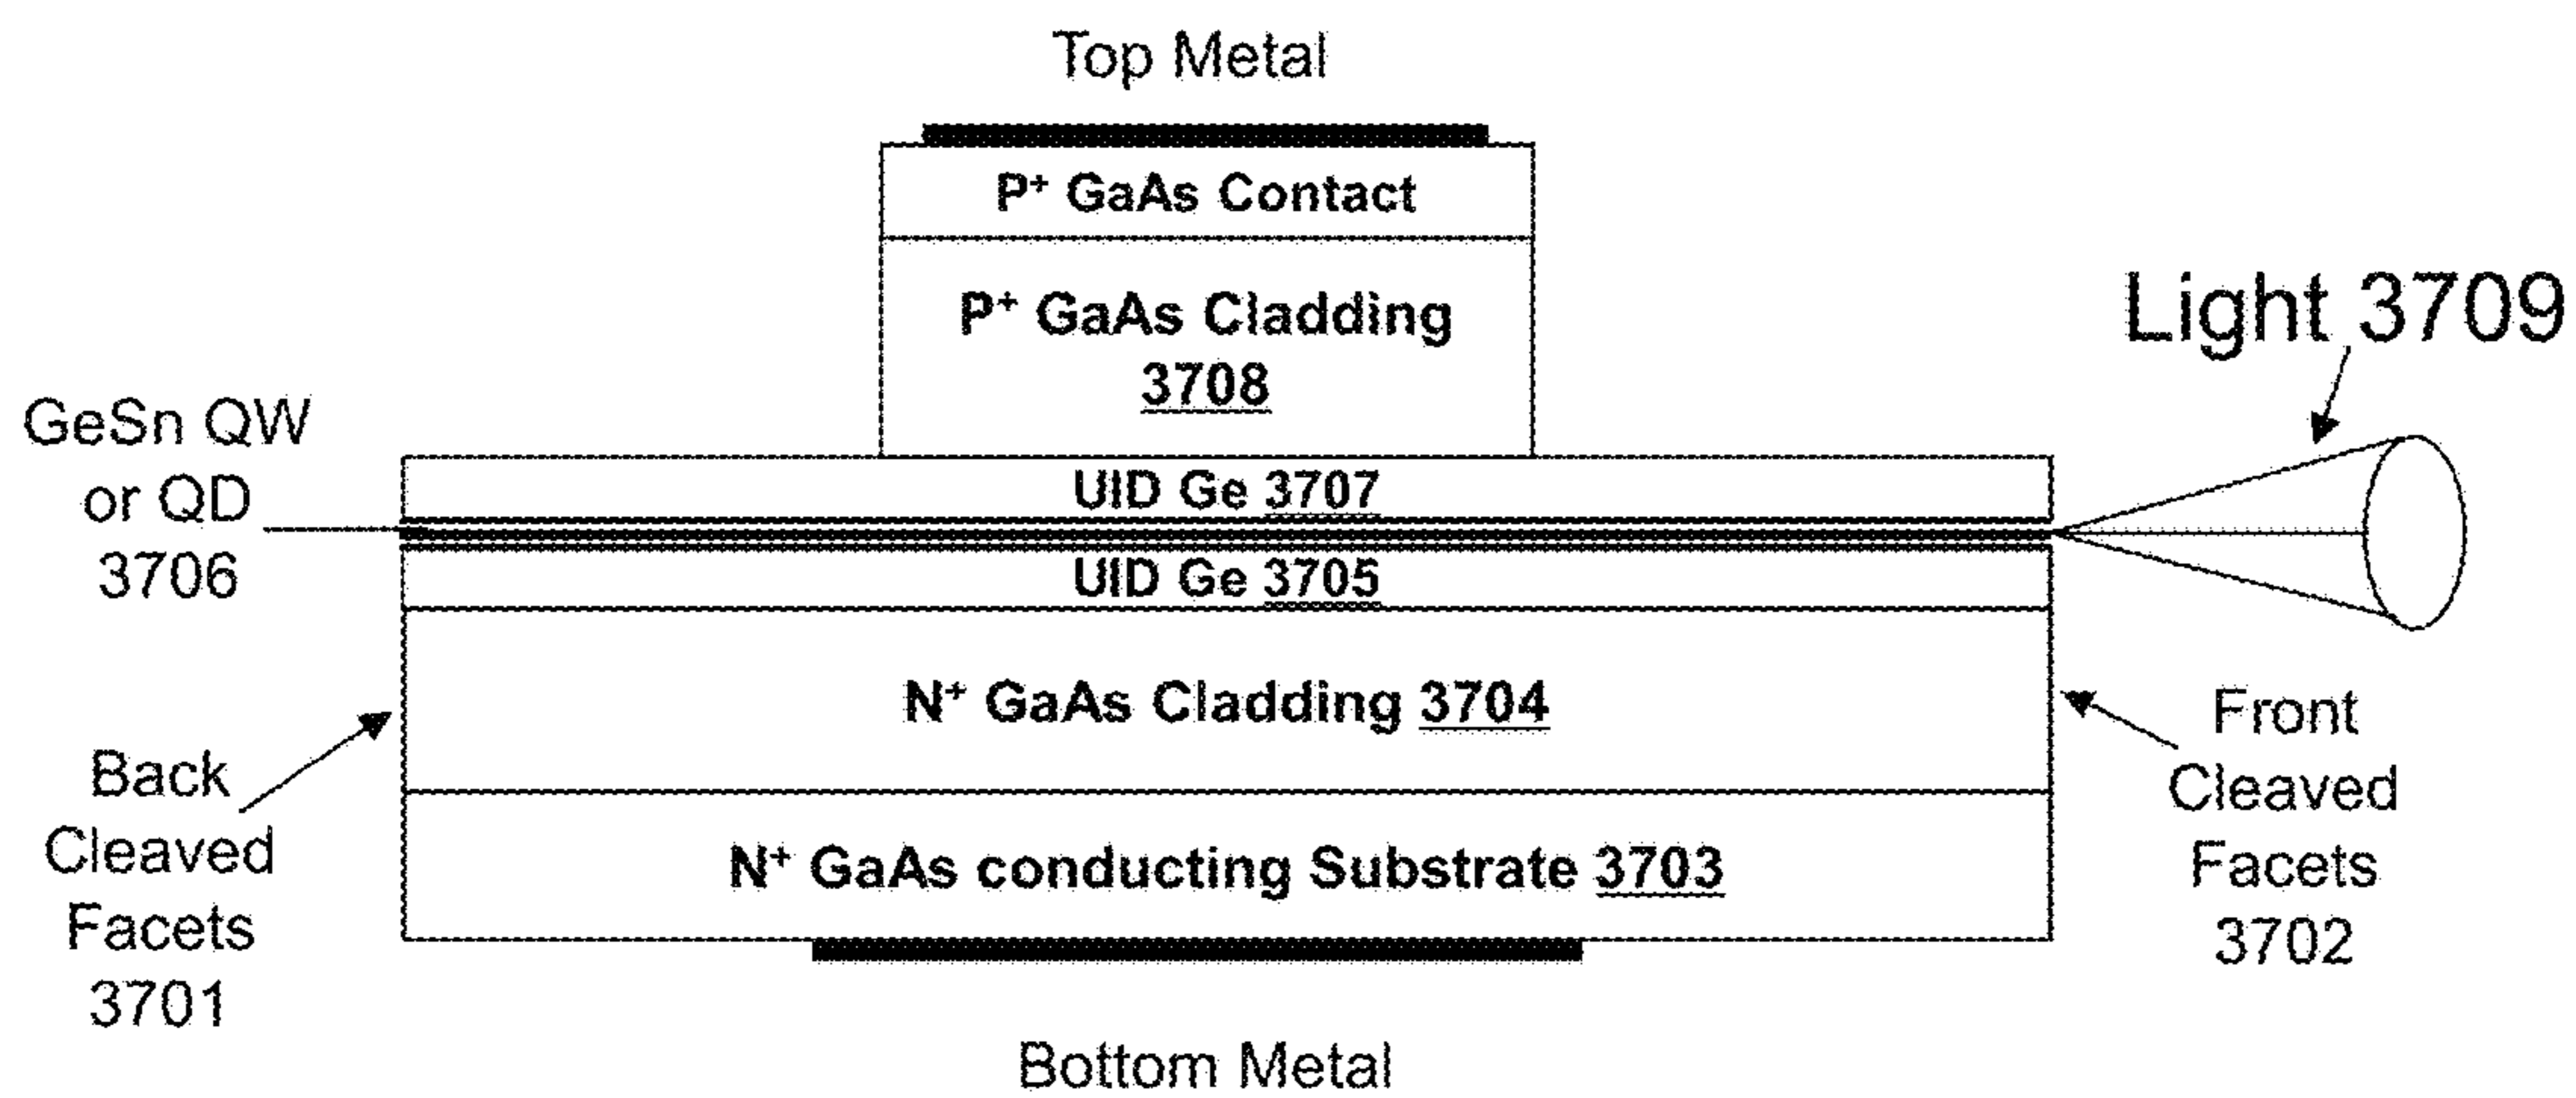 Top Metal
P+ GaAs Contact
P+ GaAs Cladding
3708
Light 3709
GeSn QW
or QD
3706
UID Ge 3707
UID Ge 3705
N+ GaAs Cladding 3704
N+ GaAs conducting Substrate 3703
Back
Cleaved
Facets
3701
Front
Cleaved
Facets
3702
Bottom Metal